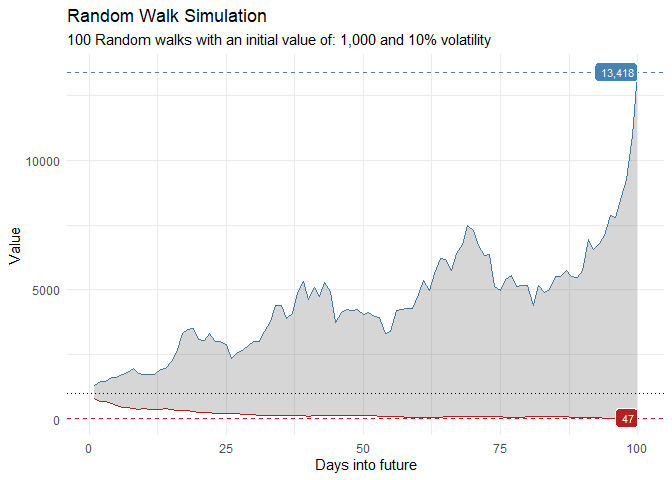 Random Walk Simulation
100 Random walks with an initial value of: 1,000 and 10% volatility
13,418
10000
Value
5000
0
47
0 25 50 75 100
Days into future